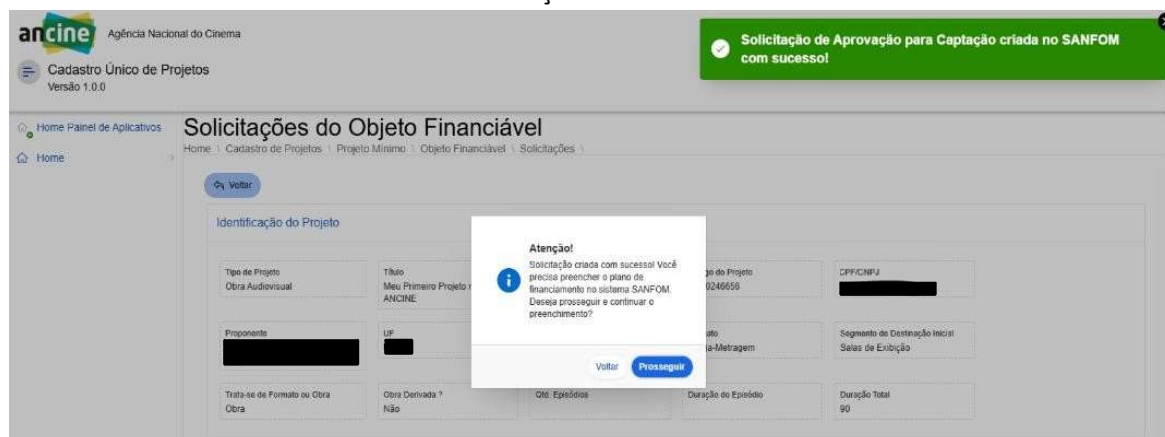 ancine Agência Nacional do Cinema
Solicitação de Aprovação para Captação criada no SANFOM
com sucesso!
Cadastro Único de Projetos
Versão 1.0.0
Home Painel de Aplicativos
Home
Solicitações do Objeto Financiável
Home \ Cadastro de Projetos \ Projeto Mínimo \ Objeto Financiável \ Solicitações \
Voltar
Identificação do Projeto
Atenção!
Solicitação criada com sucesso! Você
precisa preencher o plano de
financiamento no sistema SANFOM.
Deseja prosseguir e continuar o
preenchimento?
Voltar Prosseguir
Tipo de Projeto
Obra Audiovisual
Título
Meu Primeiro Projeto
ANCINE
do Projeto
0246656
CPF/CNPJ
Proponente
UF
-Metragem
Segmento de Destinação Inicial
Salas de Exibição
Trata-se de Formato ou Obra
Obra
Obra Derivada ?
Não
Qtd. Episódios
Duração do Episódio
Duração Total
90